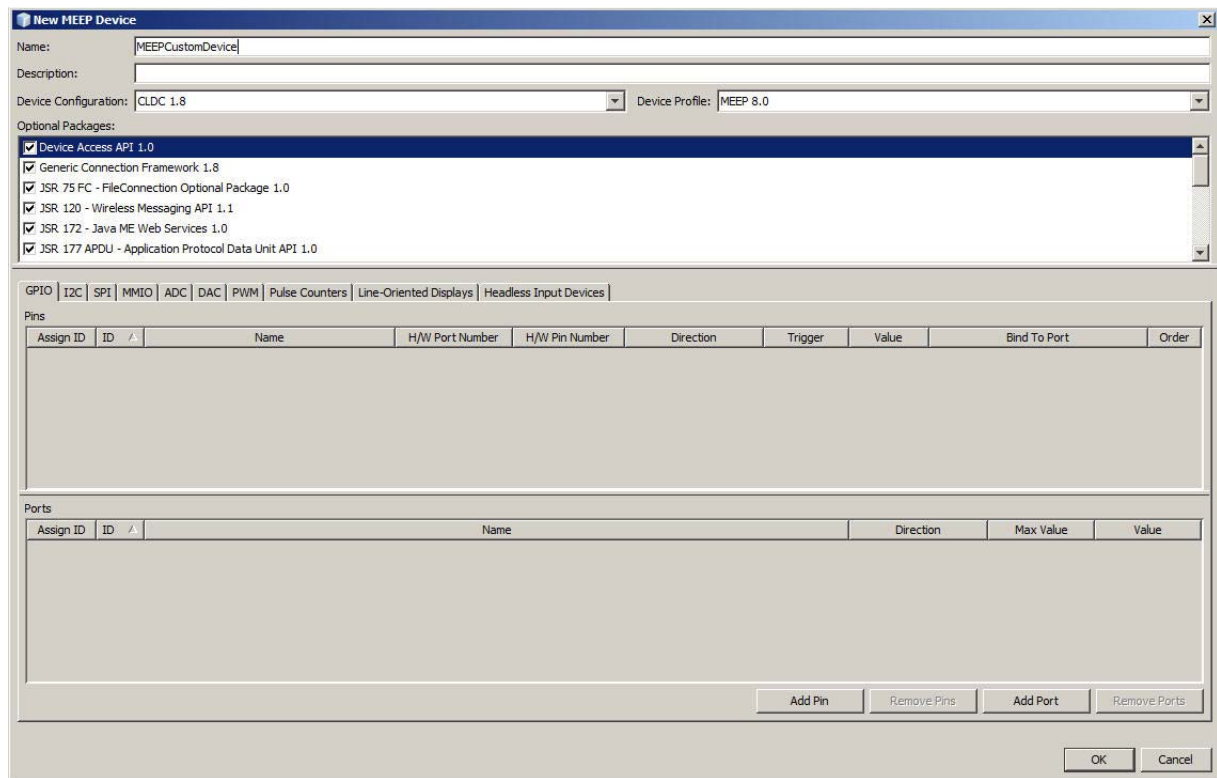 New MEEP Device
Name: MEEPCustomDevice
Description:
Device Configuration: CLDC 1.8 Device Profile: MEEP 8.0
Optional Packages:
Device Access API 1.0
Generic Connection Framework 1.8
JSR 75 FC - FileConnection Optional Package 1.0
JSR 120 - Wireless Messaging API 1.1
JSR 172 - Java ME Web Services 1.0
JSR 177 APDU - Application Protocol Data Unit API 1.0
GPIO I2C SPI MMIO ADC DAC PWM Pulse Counters Line-Oriented Displays Headless Input Devices
Pins
Assign ID ID Name H/W Port Number H/W Pin Number Direction Trigger Value Bind To Port Order
Ports
Assign ID ID Name Direction Max Value Value
Add Pin Remove Pins Add Port Remove Ports
OK Cancel